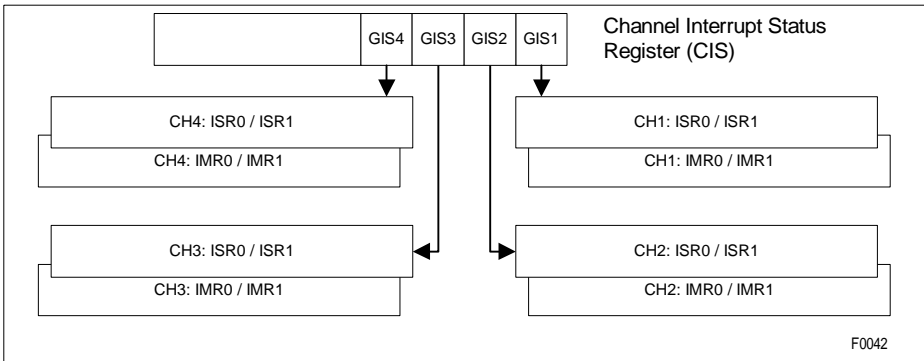 GIS4 GIS3 GIS2 GIS1
Channel Interrupt Status
Register (CIS)
CH4: ISR0 / ISR1
CH4: IMR0 / IMR1
CH1: ISR0 / ISR1
CH1: IMR0 / IMR1
CH3: ISR0 / ISR1
CH3: IMR0 / IMR1
CH2: ISR0 / ISR1
CH2: IMR0 / IMR1
F0042